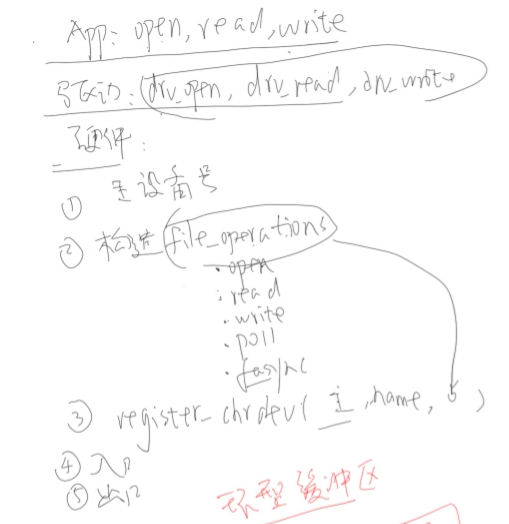 App: open, read, write
驱动: drv_open, drv_read, drv_write
硬件:
① 主设备号
② 构造 file_operations
.open
.read
.write
.poll
.fasync
③ register_chrdev( 主, name, )
④ 入口
⑤ 出口
环型缓冲区